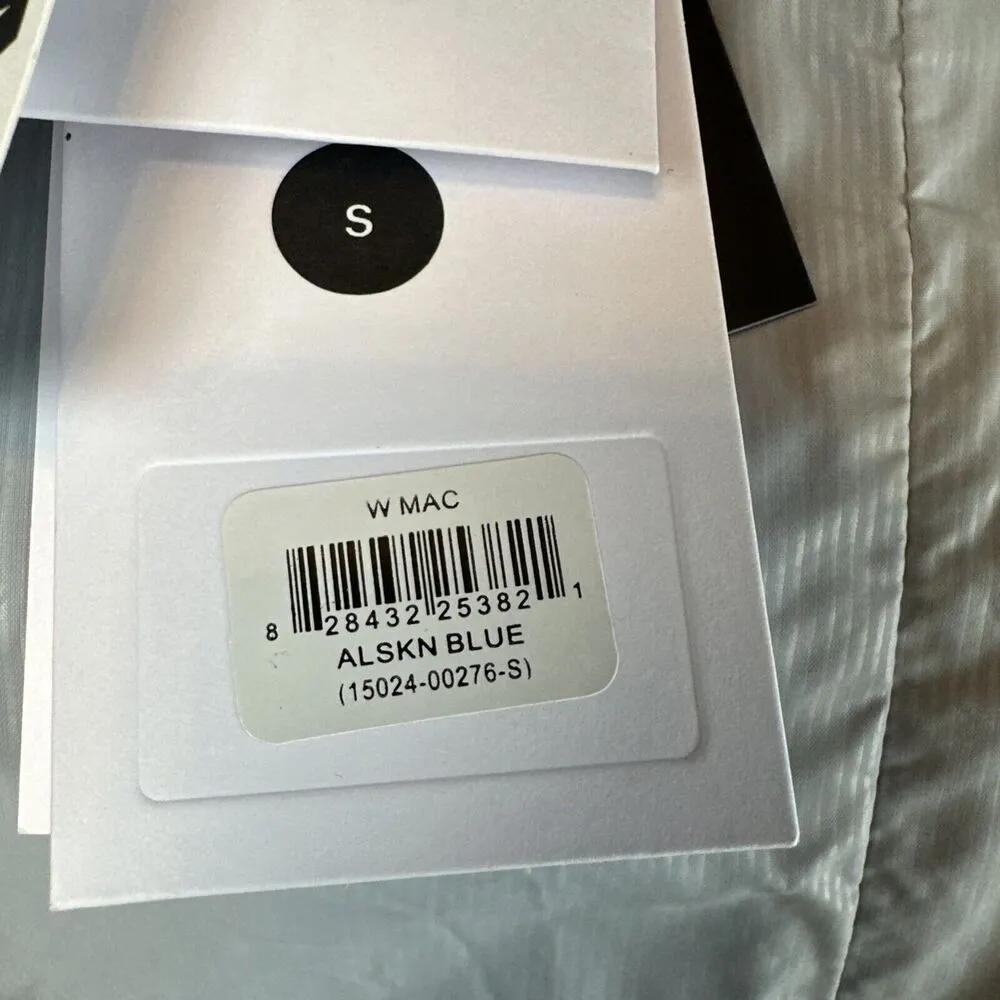 S
W MAC
8 28432 25382 1
ALSKN BLUE
(15024-00276-S)